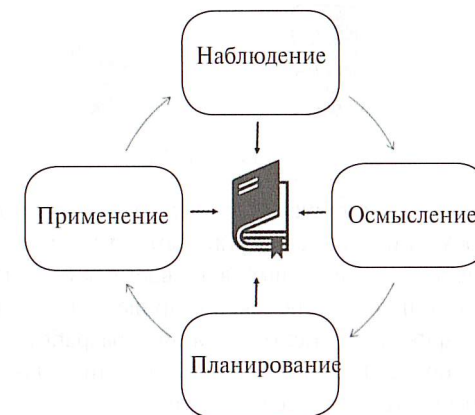 Наблюдение
Применение
Осмысление
Планирование